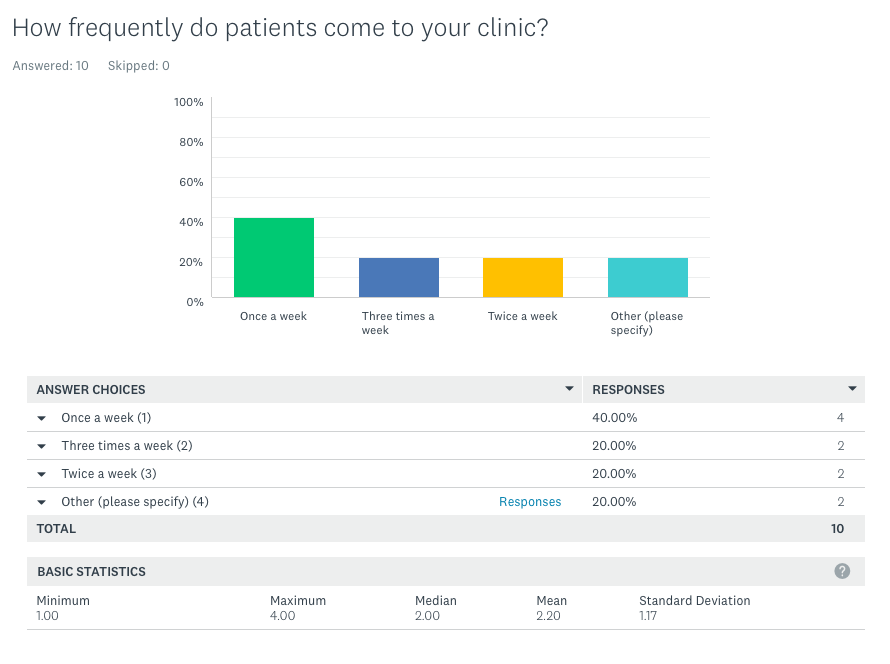 How frequently do patients come to your clinic?
Answered: 10 Skipped: 0
100%
80%
60%
40%
20%
0%
Once a week
Three times a
week
Twice a week
Other (please
specify)
ANSWER CHOICES RESPONSES
Once a week (1) 40.00% 4
Three times a week (2) 20.00% 2
Twice a week (3) 20.00% 2
Other (please specify) (4) Responses 20.00% 2
TOTAL 10
BASIC STATISTICS ?
Minimum Maximum Median Mean Standard Deviation
1.00 4.00 2.00 2.20 1.17